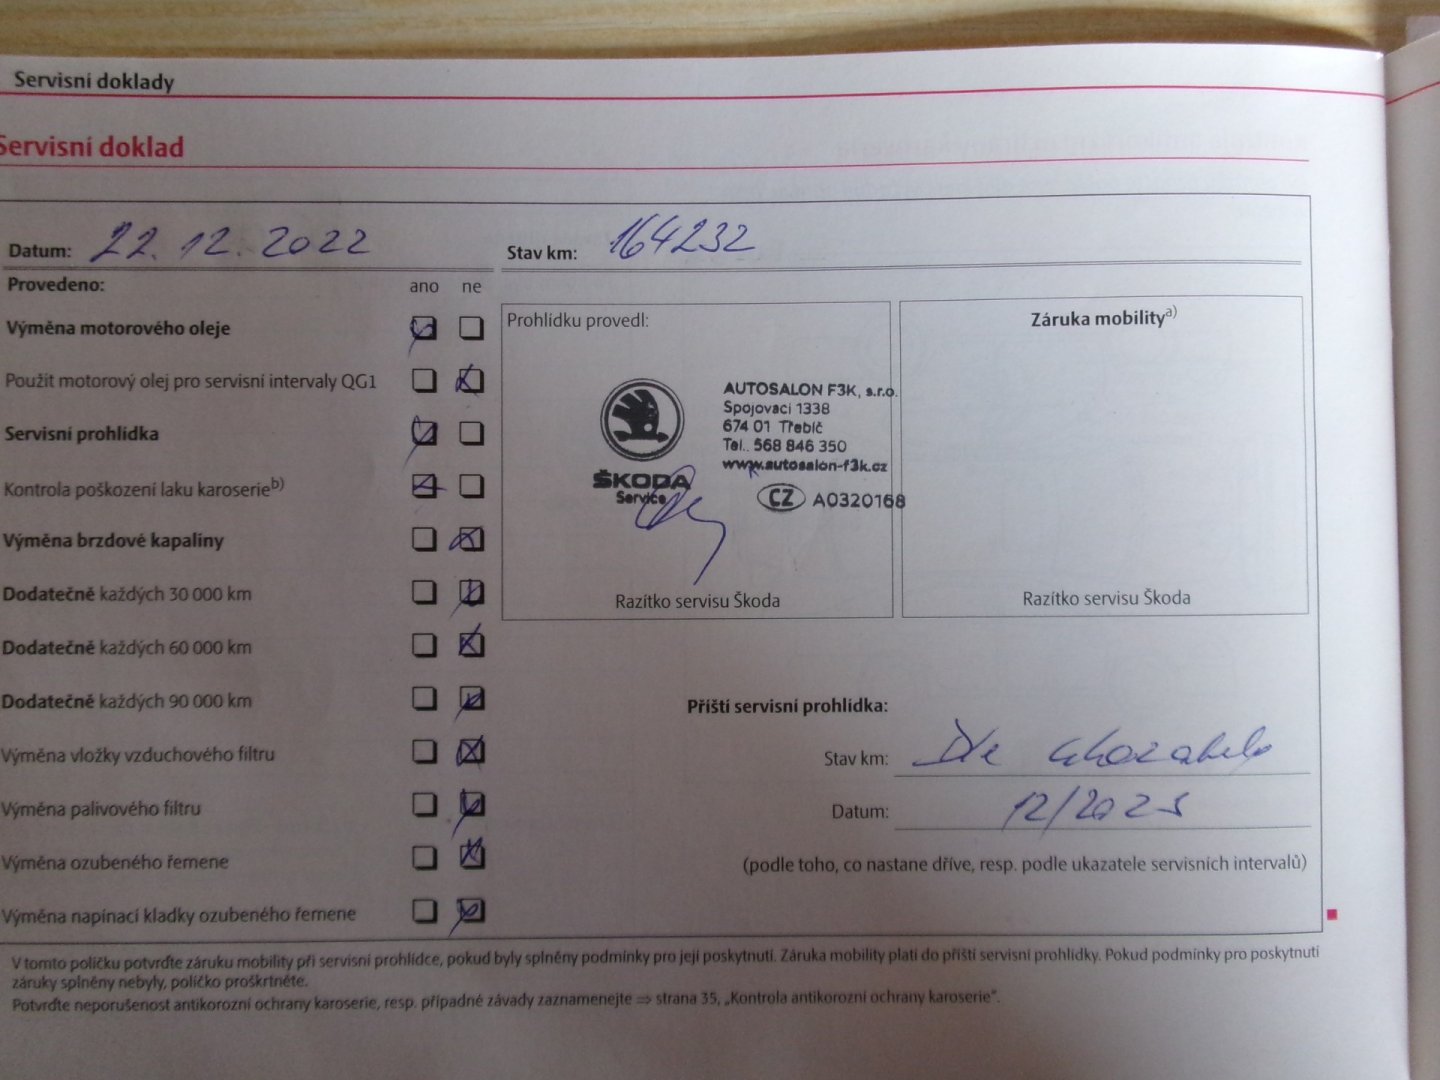 Servisní doklady
Servisní doklad
Datum: 22.12.2022
Stav km: 164232
Provedeno: ano ne
Výměna motorového oleje
Použit motorový olej pro servisní intervaly QG1
Servisní prohlídka
Kontrola poškození laku karoserieb)
Výměna brzdové kapaliny
Dodatečně každých 30 000 km
Dodatečně každých 60 000 km
Dodatečně každých 90 000 km
Výměna vložky vzduchového filtru
Výměna palivového filtru
Výměna ozubeného řemene
Výměna napínací kladky ozubeného řemene
Prohlídku provedl:
ŠKODA
Service
AUTOSALON F3K, s.r.o.
Spojovací 1338
674 01 Třebíč
Tel.. 568 846 350
www.autosalon-f3k.cz
CZ A0320168
Razítko servisu Škoda
Záruka mobilitya)
Razítko servisu Škoda
Příští servisní prohlídka:
Stav km: Dle ukazatele
Datum: 12/2023
(podle toho, co nastane dříve, resp. podle ukazatele servisních intervalů)
V tomto políčku potvrďte záruku mobility při servisní prohlídce, pokud byly splněny podmínky pro její poskytnutí. Záruka mobility platí do příští servisní prohlídky. Pokud podmínky pro poskytnutí
záruky splněny nebyly, políčko proškrtněte.
Potvrďte neporušenost antikorozní ochrany karoserie, resp. případné závady zaznamenejte ⇒ strana 35, „Kontrola antikorozní ochrany karoserie".